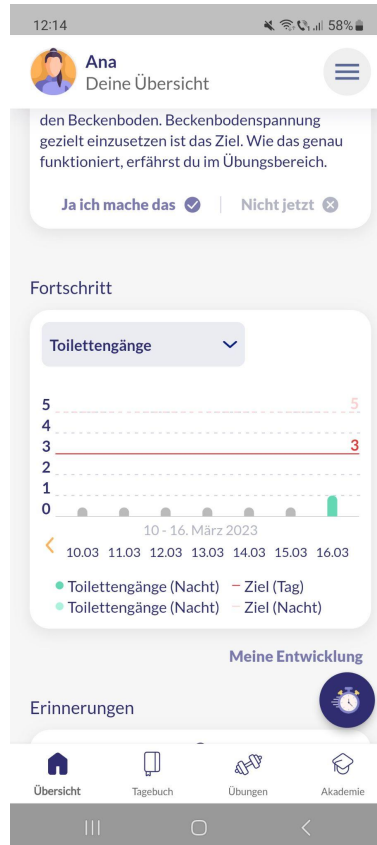 12:14
58%
Ana
Deine Übersicht
den Beckenboden. Beckenbodenspannung
gezielt einzusetzen ist das Ziel. Wie das genau
funktioniert, erfährst du im Übungsbereich.
Ja ich mache das
Nicht jetzt
Fortschritt
Toilettengänge
5 5
4
3 3
2
1
0
10 - 16. März 2023
10.03 11.03 12.03 13.03 14.03 15.03 16.03
Toilettengänge (Nacht) Ziel (Tag)
Toilettengänge (Nacht) Ziel (Nacht)
Meine Entwicklung
Erinnerungen
Übersicht Tagebuch Übungen Akademie